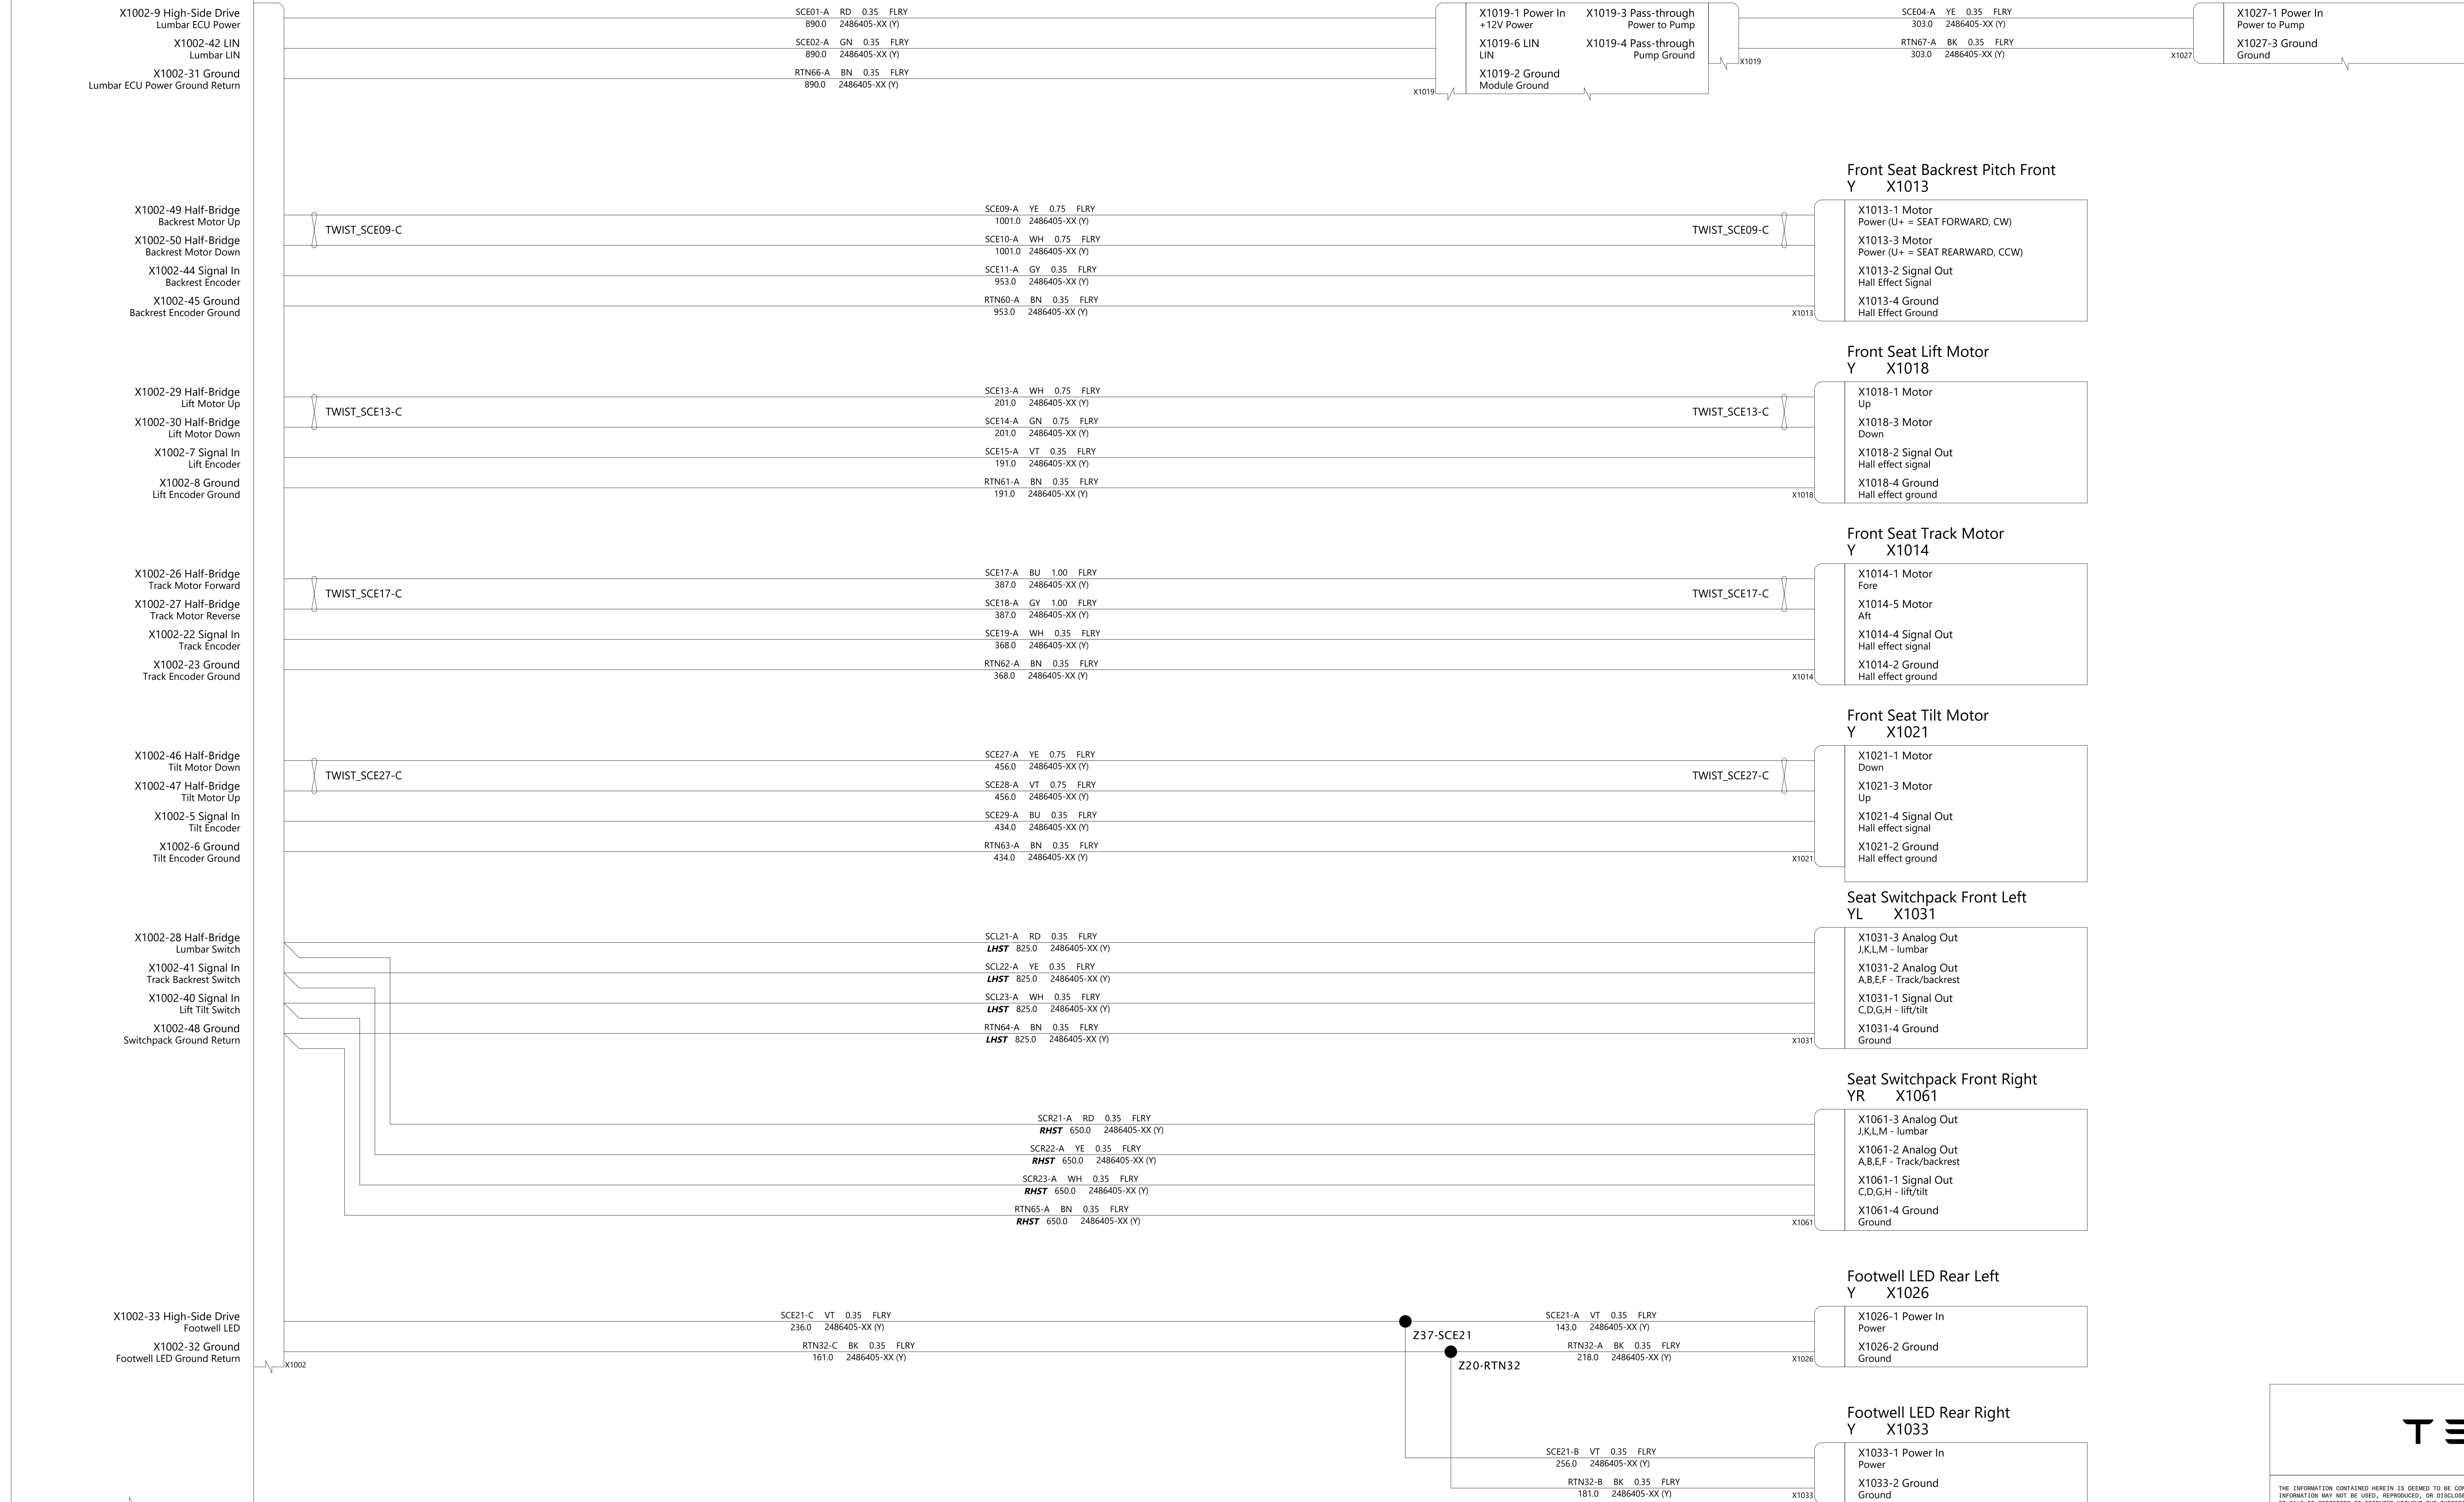 X1002-9 High-Side Drive
Lumbar ECU Power
SCE01-A RD 0.35 FLRY
890.0 2486405-XX (Y)
X1019-1 Power In
+12V Power
X1019-3 Pass-through
Power to Pump
SCE04-A YE 0.35 FLRY
303.0 2486405-XX (Y)
X1027-1 Power In
Power to Pump
X1002-42 LIN
Lumbar LIN
SCE02-A GN 0.35 FLRY
890.0 2486405-XX (Y)
X1019-6 LIN
LIN
X1019-4 Pass-through
Pump Ground
X1019
RTN67-A BK 0.35 FLRY
303.0 2486405-XX (Y)
X1027
X1027-3 Ground
Ground
X1002-31 Ground
Lumbar ECU Power Ground Return
RTN66-A BN 0.35 FLRY
890.0 2486405-XX (Y)
X1019-2 Ground
Module Ground
X1019
Front Seat Backrest Pitch Front
Y X1013
X1002-49 Half-Bridge
Backrest Motor Up
TWIST_SCE09-C
SCE09-A YE 0.75 FLRY
1001.0 2486405-XX (Y)
TWIST_SCE09-C
X1013-1 Motor
Power (U+ = SEAT FORWARD, CW)
X1002-50 Half-Bridge
Backrest Motor Down
SCE10-A WH 0.75 FLRY
1001.0 2486405-XX (Y)
X1013-3 Motor
Power (U+ = SEAT REARWARD, CCW)
X1002-44 Signal In
Backrest Encoder
SCE11-A GY 0.35 FLRY
953.0 2486405-XX (Y)
X1013-2 Signal Out
Hall Effect Signal
X1002-45 Ground
Backrest Encoder Ground
RTN60-A BN 0.35 FLRY
953.0 2486405-XX (Y)
X1013
X1013-4 Ground
Hall Effect Ground
Front Seat Lift Motor
Y X1018
X1002-29 Half-Bridge
Lift Motor Up
TWIST_SCE13-C
SCE13-A WH 0.75 FLRY
201.0 2486405-XX (Y)
TWIST_SCE13-C
X1018-1 Motor
Up
X1002-30 Half-Bridge
Lift Motor Down
SCE14-A GN 0.75 FLRY
201.0 2486405-XX (Y)
X1018-3 Motor
Down
X1002-7 Signal In
Lift Encoder
SCE15-A VT 0.35 FLRY
191.0 2486405-XX (Y)
X1018-2 Signal Out
Hall effect signal
X1002-8 Ground
Lift Encoder Ground
RTN61-A BN 0.35 FLRY
191.0 2486405-XX (Y)
X1018
X1018-4 Ground
Hall effect ground
Front Seat Track Motor
Y X1014
X1002-26 Half-Bridge
Track Motor Forward
TWIST_SCE17-C
SCE17-A BU 1.00 FLRY
387.0 2486405-XX (Y)
TWIST_SCE17-C
X1014-1 Motor
Fore
X1002-27 Half-Bridge
Track Motor Reverse
SCE18-A GY 1.00 FLRY
387.0 2486405-XX (Y)
X1014-5 Motor
Aft
X1002-22 Signal In
Track Encoder
SCE19-A WH 0.35 FLRY
368.0 2486405-XX (Y)
X1014-4 Signal Out
Hall effect signal
X1002-23 Ground
Track Encoder Ground
RTN62-A BN 0.35 FLRY
368.0 2486405-XX (Y)
X1014
X1014-2 Ground
Hall effect ground
Front Seat Tilt Motor
Y X1021
X1002-46 Half-Bridge
Tilt Motor Down
TWIST_SCE27-C
SCE27-A YE 0.75 FLRY
456.0 2486405-XX (Y)
TWIST_SCE27-C
X1021-1 Motor
Down
X1002-47 Half-Bridge
Tilt Motor Up
SCE28-A VT 0.75 FLRY
456.0 2486405-XX (Y)
X1021-3 Motor
Up
X1002-5 Signal In
Tilt Encoder
SCE29-A BU 0.35 FLRY
434.0 2486405-XX (Y)
X1021-4 Signal Out
Hall effect signal
X1002-6 Ground
Tilt Encoder Ground
RTN63-A BN 0.35 FLRY
434.0 2486405-XX (Y)
X1021
X1021-2 Ground
Hall effect ground
Seat Switchpack Front Left
YL X1031
X1002-28 Half-Bridge
Lumbar Switch
SCL21-A RD 0.35 FLRY
LHST 825.0 2486405-XX (Y)
X1031-3 Analog Out
J,K,L,M - lumbar
X1002-41 Signal In
Track Backrest Switch
SCL22-A YE 0.35 FLRY
LHST 825.0 2486405-XX (Y)
X1031-2 Analog Out
A,B,E,F - Track/backrest
X1002-40 Signal In
Lift Tilt Switch
SCL23-A WH 0.35 FLRY
LHST 825.0 2486405-XX (Y)
X1031-1 Signal Out
C,D,G,H - lift/tilt
X1002-48 Ground
Switchpack Ground Return
RTN64-A BN 0.35 FLRY
LHST 825.0 2486405-XX (Y)
X1031
X1031-4 Ground
Ground
Seat Switchpack Front Right
YR X1061
SCR21-A RD 0.35 FLRY
RHST 650.0 2486405-XX (Y)
X1061-3 Analog Out
J,K,L,M - lumbar
SCR22-A YE 0.35 FLRY
RHST 650.0 2486405-XX (Y)
X1061-2 Analog Out
A,B,E,F - Track/backrest
SCR23-A WH 0.35 FLRY
RHST 650.0 2486405-XX (Y)
X1061-1 Signal Out
C,D,G,H - lift/tilt
RTN65-A BN 0.35 FLRY
RHST 650.0 2486405-XX (Y)
X1061
X1061-4 Ground
Ground
Footwell LED Rear Left
Y X1026
X1002-33 High-Side Drive
Footwell LED
SCE21-C VT 0.35 FLRY
236.0 2486405-XX (Y)
Z37-SCE21
SCE21-A VT 0.35 FLRY
143.0 2486405-XX (Y)
X1026-1 Power In
Power
X1002-32 Ground
Footwell LED Ground Return
X1002
RTN32-C BK 0.35 FLRY
161.0 2486405-XX (Y)
Z20-RTN32
RTN32-A BK 0.35 FLRY
218.0 2486405-XX (Y)
X1026
X1026-2 Ground
Ground
Footwell LED Rear Right
Y X1033
SCE21-B VT 0.35 FLRY
256.0 2486405-XX (Y)
X1033-1 Power In
Power
RTN32-B BK 0.35 FLRY
181.0 2486405-XX (Y)
X1033
X1033-2 Ground
Ground
TE
THE INFORMATION CONTAINED HEREIN IS DEEMED TO BE CO
INFORMATION MAY NOT BE USED, REPRODUCED, OR DISCLOSE